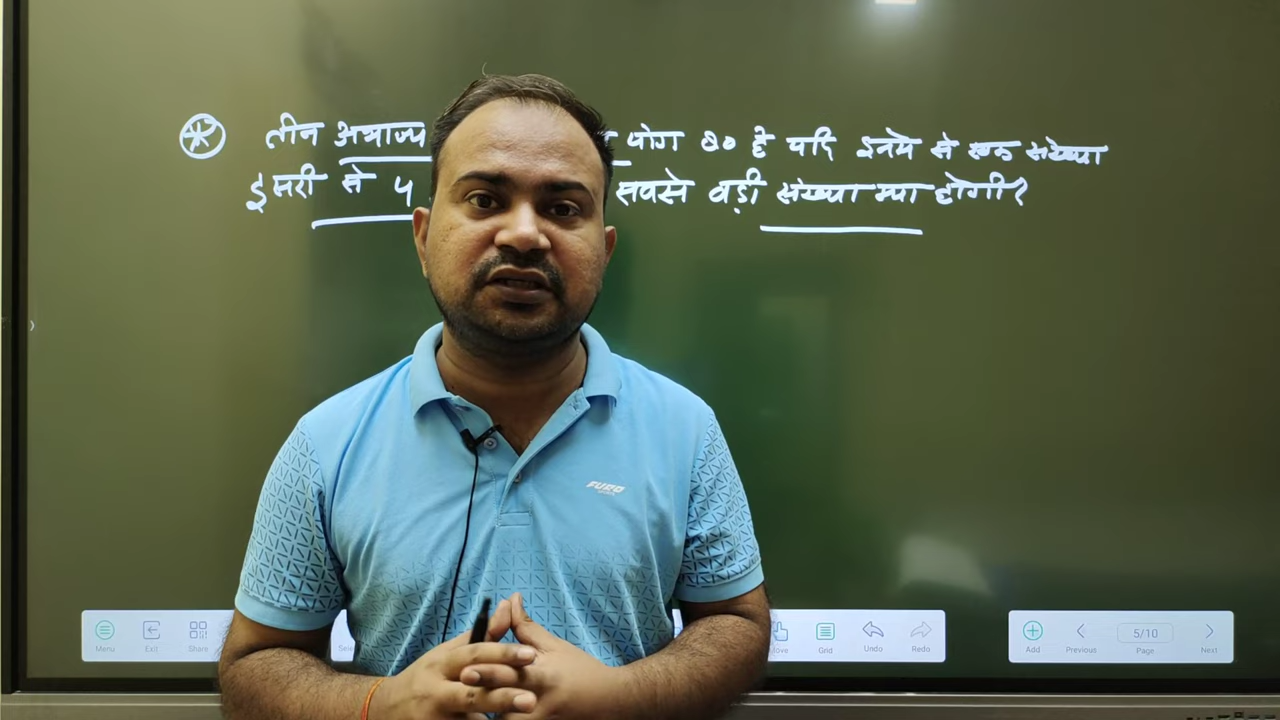 तीन अभाज्य योग 80 है यदि इनमे से एक संख्या
दूसरी से 4 सबसे बड़ी संख्या क्या होगी?
FUAD
Menu
Exit
Share
Grid
Undo
Redo
Add
Previous
5/10
Page
Next